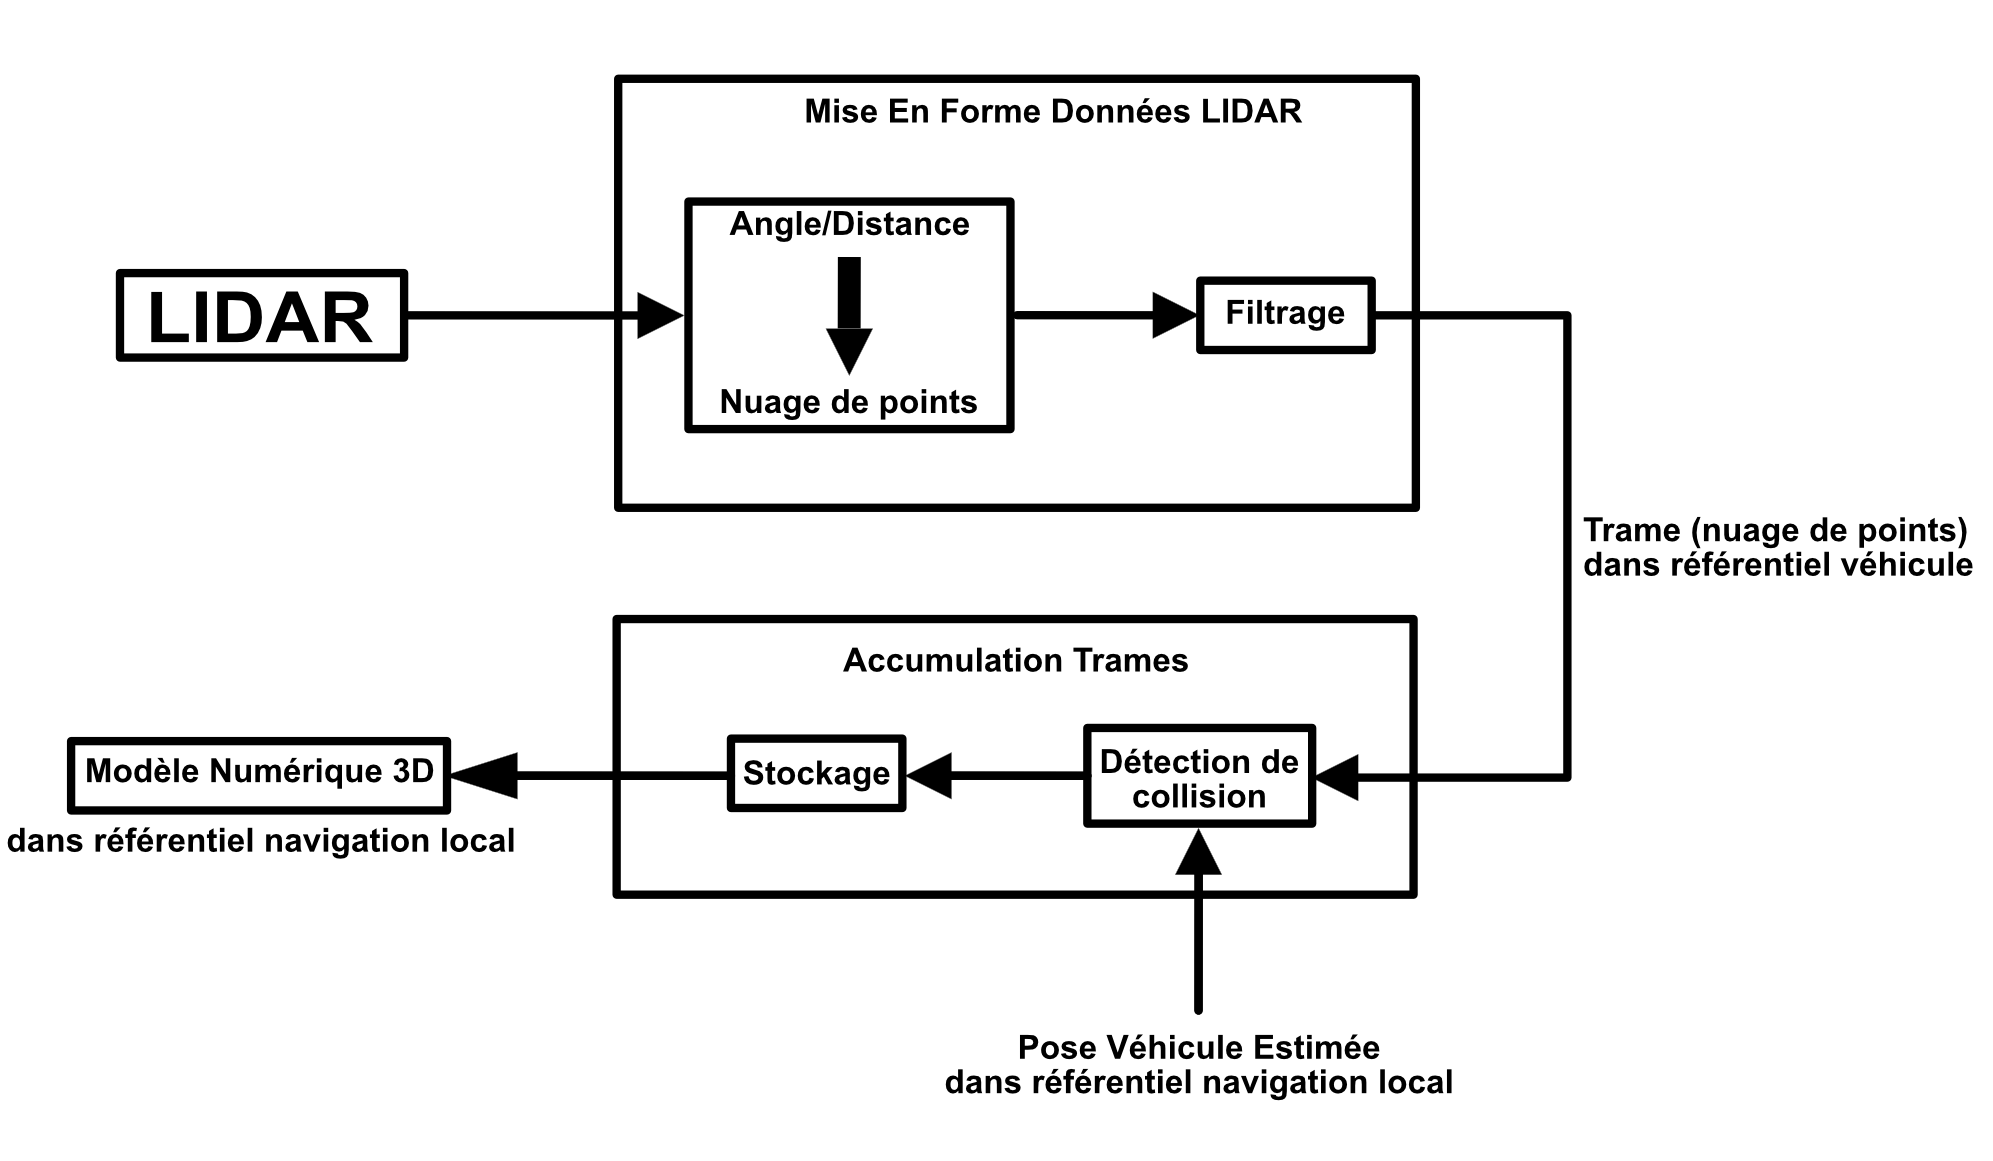 Mise En Forme Données LIDAR
LIDAR
Angle/Distance
Nuage de points
Filtrage
Trame (nuage de points)
dans référentiel véhicule
Accumulation Trames
Détection de
collision
Stockage
Modèle Numérique 3D
dans référentiel navigation local
Pose Véhicule Estimée
dans référentiel navigation local